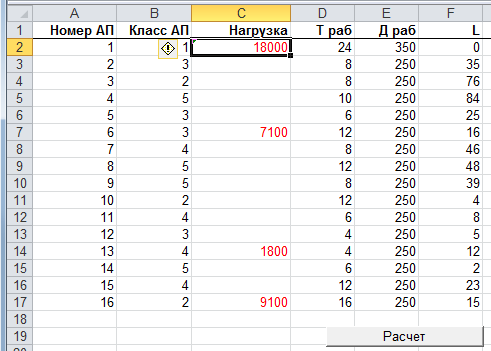 A B C D E F
1 Номер АП Класс АП Нагрузка Т раб Д раб L
2 1 1 18000 24 350 0
3 2 3 8 250 35
4 3 2 8 250 76
5 4 5 10 250 84
6 5 3 6 250 25
7 6 3 7100 12 250 16
8 7 4 8 250 46
9 8 5 12 250 48
10 9 5 8 250 39
11 10 2 12 250 4
12 11 4 6 250 8
13 12 3 4 250 5
14 13 4 1800 4 250 12
15 14 5 6 250 2
16 15 4 12 250 23
17 16 2 9100 16 250 15
18
19 Расчет